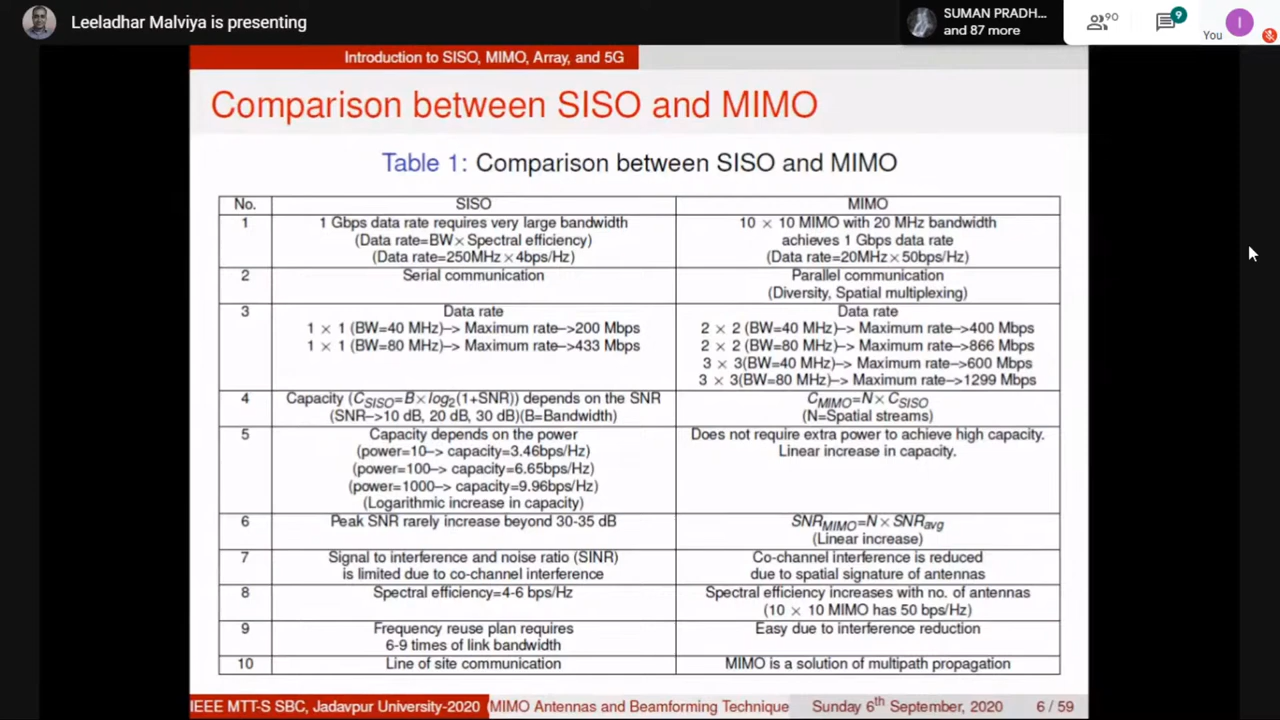 Leeladhar Malviya is presenting
SUMAN PRADH...
and 87 more
90
9
You
I
Introduction to SISO, MIMO, Array, and 5G
Comparison between SISO and MIMO
Table 1: Comparison between SISO and MIMO
No. SISO MIMO
1 1 Gbps data rate requires very large bandwidth 10 × 10 MIMO with 20 MHz bandwidth
(Data rate=BW×Spectral efficiency) achieves 1 Gbps data rate
(Data rate=250MHz×4bps/Hz) (Data rate=20MHz×50bps/Hz)
2 Serial communication Parallel communication
(Diversity, Spatial multiplexing)
3 Data rate Data rate
1 × 1 (BW=40 MHz)–> Maximum rate–>200 Mbps 2 × 2 (BW=40 MHz)–> Maximum rate–>400 Mbps
1 × 1 (BW=80 MHz)–> Maximum rate–>433 Mbps 2 × 2 (BW=80 MHz)–> Maximum rate–>866 Mbps
3 × 3(BW=40 MHz)–> Maximum rate–>600 Mbps
3 × 3(BW=80 MHz)–> Maximum rate–>1299 Mbps
4 Capacity (C_SISO=B×log₂(1+SNR)) depends on the SNR C_MIMO=N×C_SISO
(SNR–>10 dB, 20 dB, 30 dB)(B=Bandwidth) (N=Spatial streams)
5 Capacity depends on the power Does not require extra power to achieve high capacity.
(power=10–> capacity=3.46bps/Hz) Linear increase in capacity.
(power=100–> capacity=6.65bps/Hz)
(power=1000–> capacity=9.96bps/Hz)
(Logarithmic increase in capacity)
6 Peak SNR rarely increase beyond 30-35 dB SNR_MIMO=N×SNR_avg
(Linear increase)
7 Signal to interference and noise ratio (SINR) Co-channel interference is reduced
is limited due to co-channel interference due to spatial signature of antennas
8 Spectral efficiency=4-6 bps/Hz Spectral efficiency increases with no. of antennas
(10 × 10 MIMO has 50 bps/Hz)
9 Frequency reuse plan requires Easy due to interference reduction
6-9 times of link bandwidth
10 Line of site communication MIMO is a solution of multipath propagation
IEEE MTT-S SBC, Jadavpur University-2020 (MIMO Antennas and Beamforming Technique Sunday 6th September, 2020 6 / 59